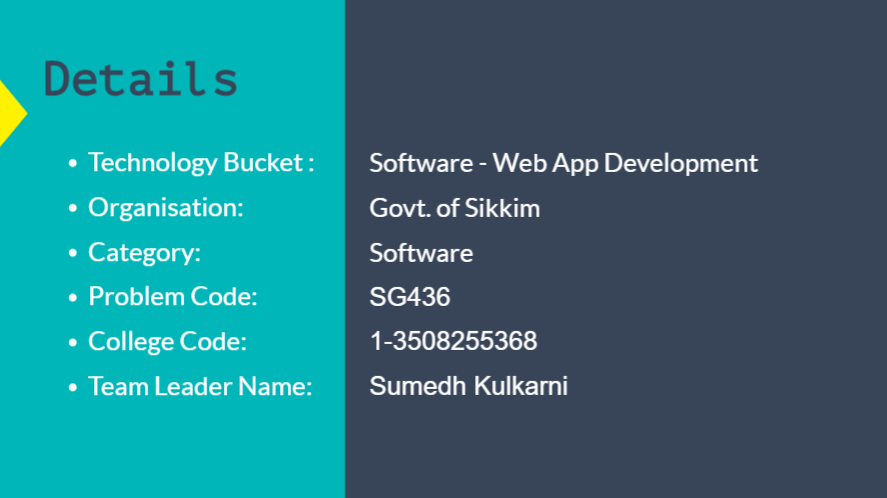 Details
• Technology Bucket : Software - Web App Development
• Organisation: Govt. of Sikkim
• Category: Software
• Problem Code: SG436
• College Code: 1-3508255368
• Team Leader Name: Sumedh Kulkarni